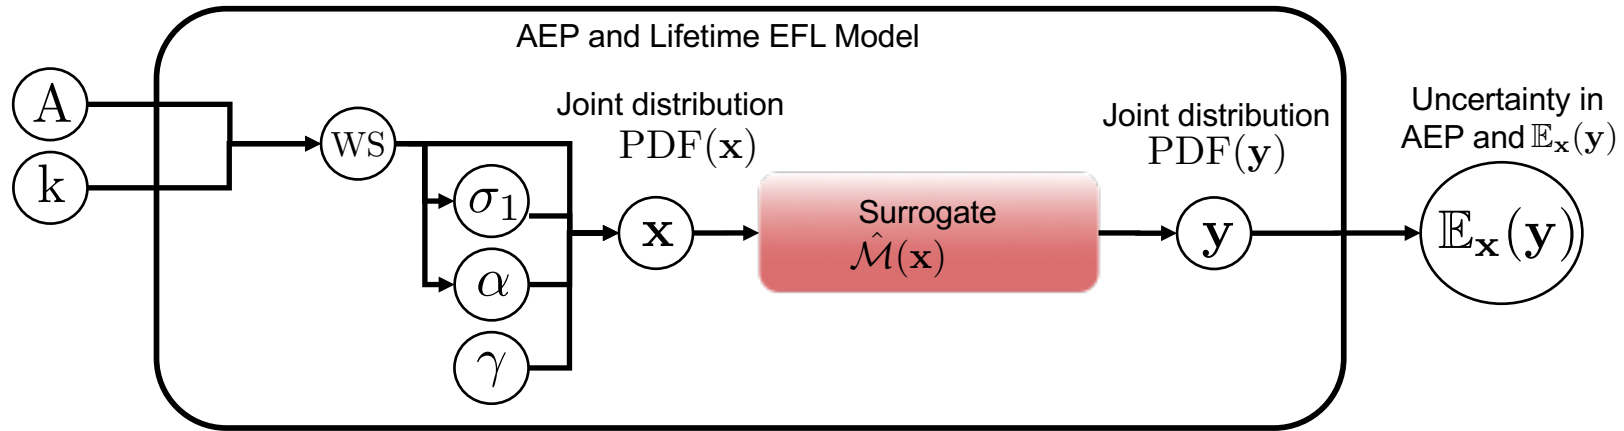 AEP and Lifetime EFL Model
A
k
WS
σ₁
α
γ
Joint distribution
PDF(𝐱)
𝐱
Surrogate
ℳ̂(𝐱)
Joint distribution
PDF(𝐲)
𝐲
Uncertainty in
AEP and 𝔼𝐱(𝐲)
𝔼𝐱(𝐲)